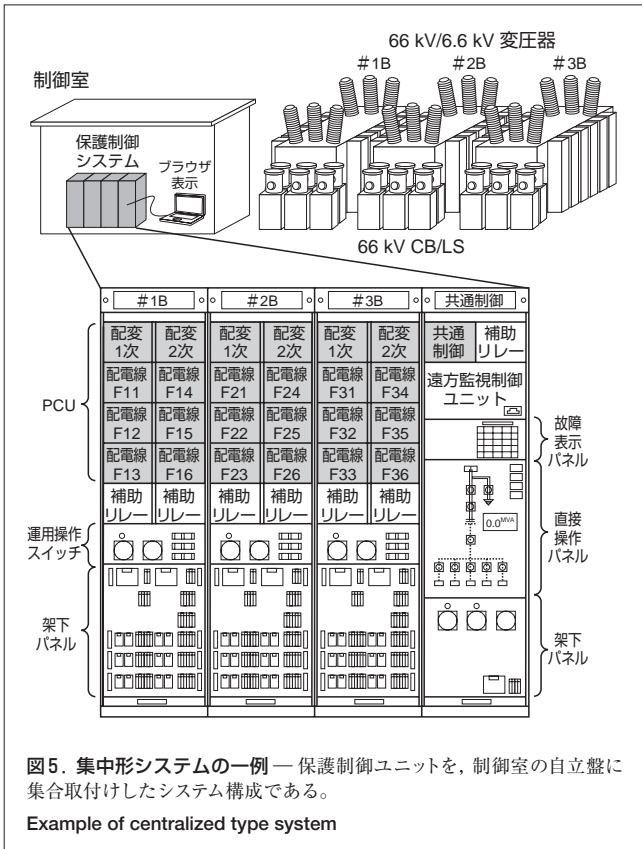 66 kV/6.6 kV 変圧器
#1B
#2B
#3B
制御室
保護制御
システム
ブラウザ
表示
66 kV CB/LS
#1B
#2B
#3B
共通制御
PCU
配変
1次
配変
2次
配変
1次
配変
2次
配変
1次
配変
2次
共通
制御
補助
リレー
配電線
F11
配電線
F14
配電線
F21
配電線
F24
配電線
F31
配電線
F34
遠方監視制御
ユニット
配電線
F12
配電線
F15
配電線
F22
配電線
F25
配電線
F32
配電線
F35
配電線
F13
配電線
F16
配電線
F23
配電線
F26
配電線
F33
配電線
F36
補助
リレー
補助
リレー
補助
リレー
補助
リレー
補助
リレー
補助
リレー
故障
表示
パネル
0.0MVA
直接
操作
パネル
運用操作
スイッチ
架下
パネル
架下
パネル
図5. 集中形システムの一例 — 保護制御ユニットを,制御室の自立盤に
集合取付けしたシステム構成である。
Example of centralized type system